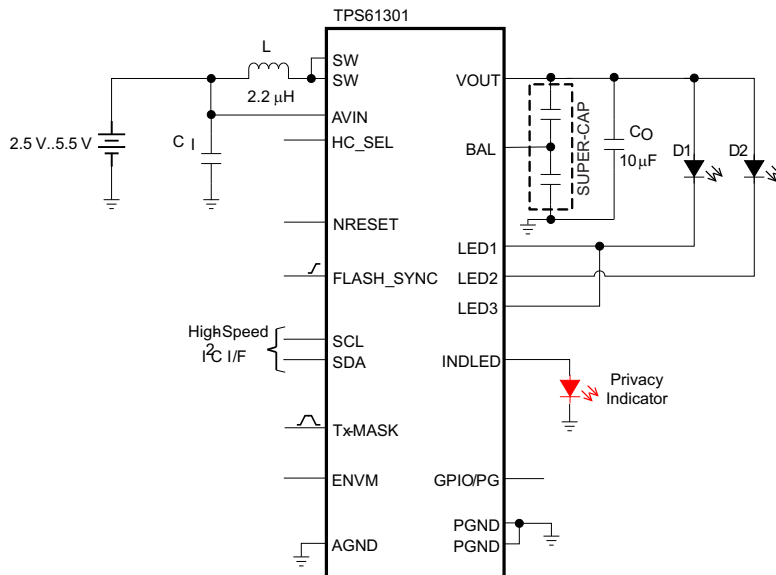 TPS61301
L
2.2 µH
2.5 V..5.5 V
C I
SW
SW
AVIN
HC_SEL
NRESET
FLASH_SYNC
High-Speed
I2C I/F
SCL
SDA
Tx-MASK
ENVM
AGND
VOUT
BAL
LED1
LED2
LED3
INDLED
GPIO/PG
PGND
PGND
SUPER-CAP
CO
10 µF
D1
D2
Privacy
Indicator